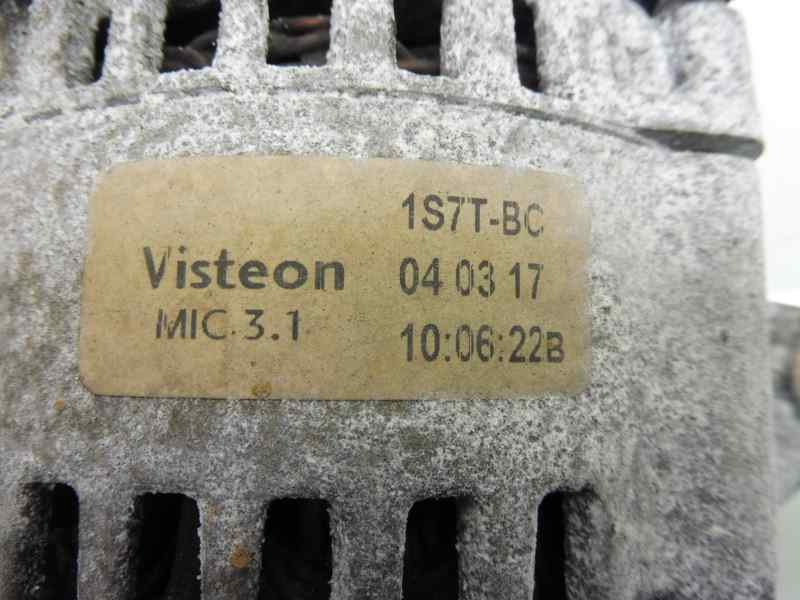 1S7T-BC
Visteon
04 03 17
MIC 3.1
10:06:22B